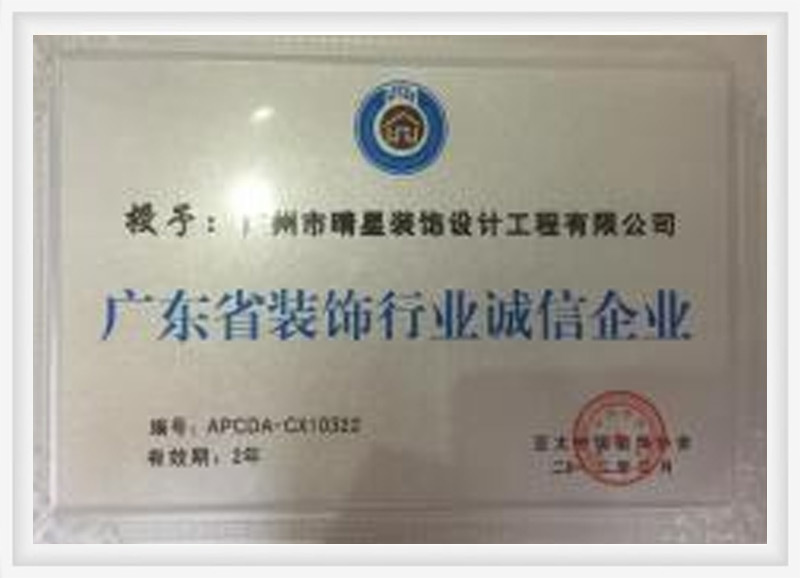 授予：广州市晴星装饰设计工程有限公司
广东省装饰行业诚信企业
编号：APCDA-CX10322
有效期：2年